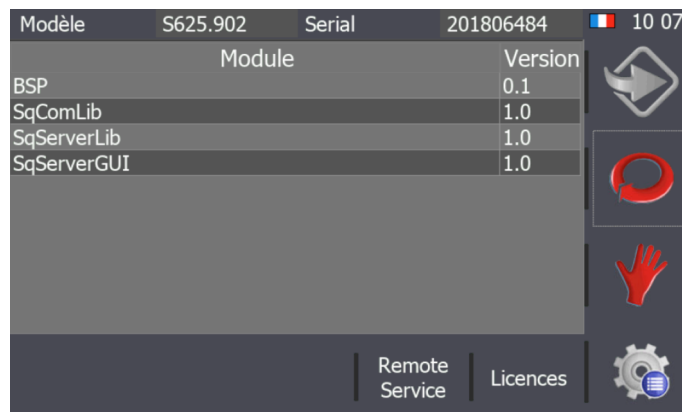 Modèle S625.902 Serial 201806484 10 07
Module Version
BSP 0.1
SqComLib 1.0
SqServerLib 1.0
SqServerGUI 1.0
Remote
Service
Licences